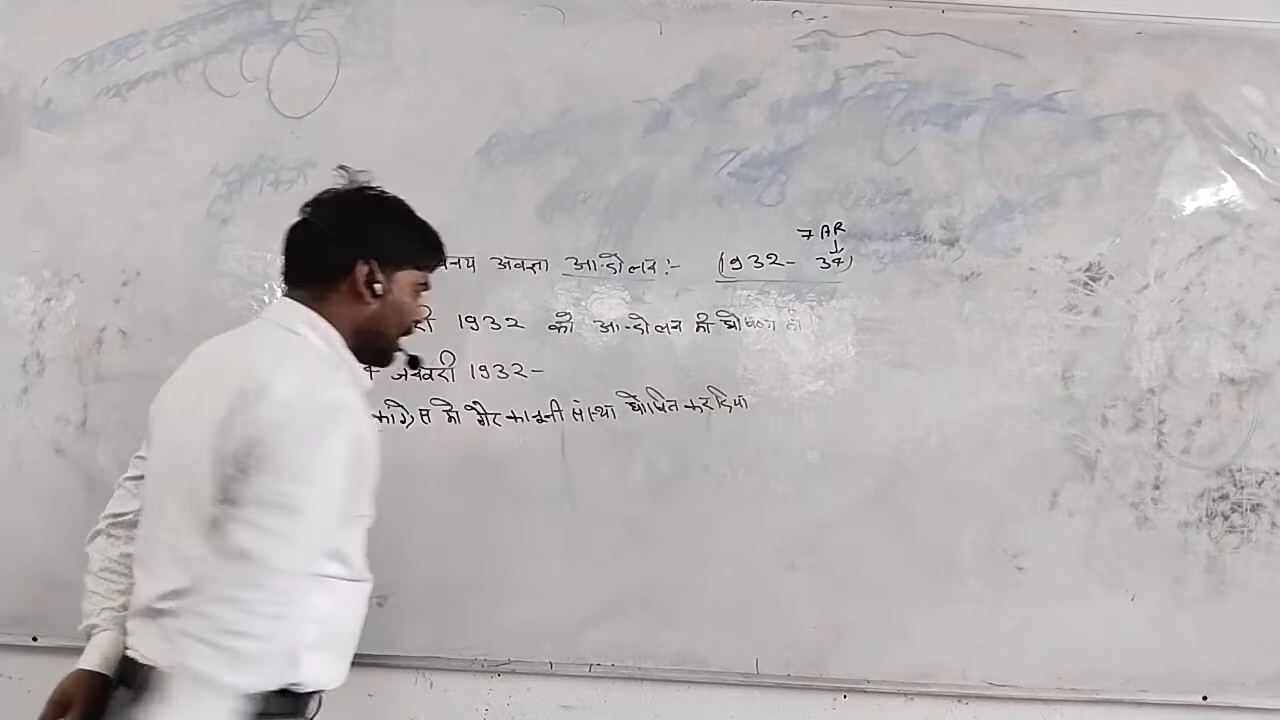 7 AR
नय अवज्ञा आन्दोलन :- (1932- 34)
री 1932 को आन्दोलन की घोषणा की
4 जनवरी 1932-
कांग्रेस को गैर कानूनी संस्था घोषित कर दिया